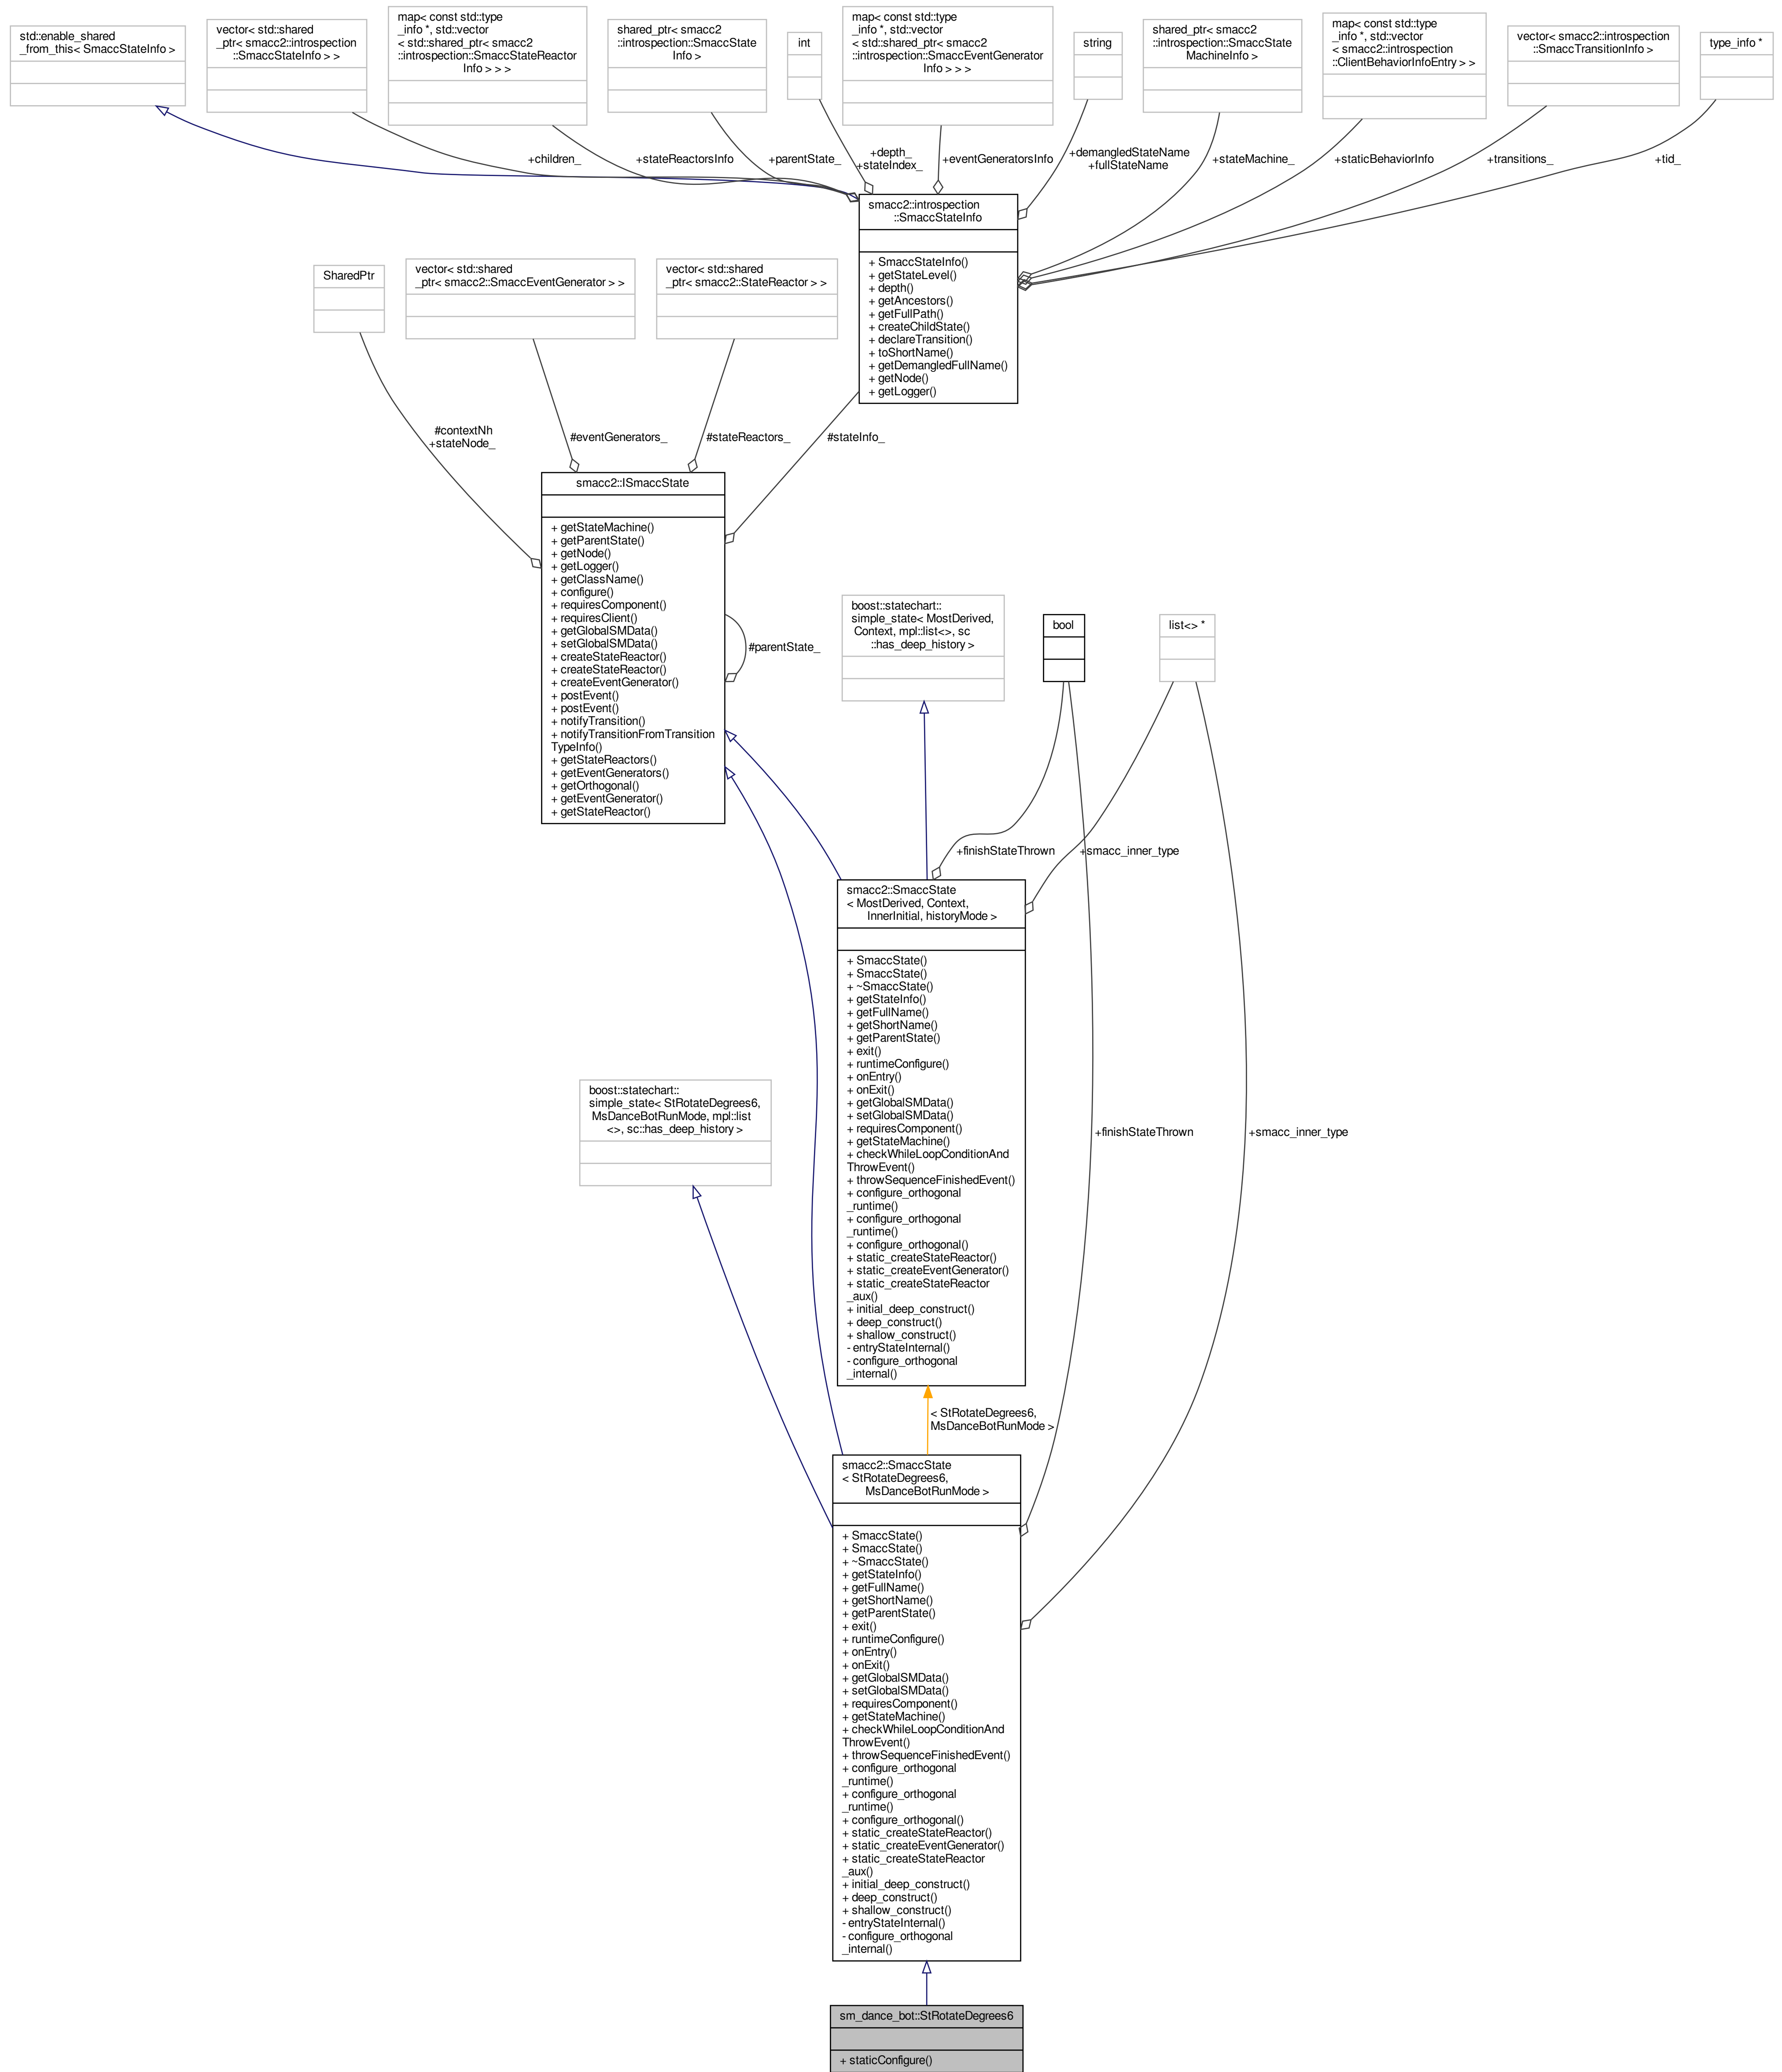 std::enable_shared
_from_this< SmaccStateInfo >
vector< std::shared
_ptr< smacc2::introspection
::SmaccStateInfo > >
map< const std::type
_info *, std::vector
< std::shared_ptr< smacc2
::introspection::SmaccStateReactor
Info > > >
shared_ptr< smacc2
::introspection::SmaccState
Info >
int
map< const std::type
_info *, std::vector
< std::shared_ptr< smacc2
::introspection::SmaccEventGenerator
Info > > >
string
shared_ptr< smacc2
::introspection::SmaccState
MachineInfo >
map< const std::type
_info *, std::vector
< smacc2::introspection
::ClientBehaviorInfoEntry > >
vector< smacc2::introspection
::SmaccTransitionInfo >
type_info *
+children_
+stateReactorsInfo
+parentState_
+depth_
+stateIndex_
+eventGeneratorsInfo
+demangledStateName
+fullStateName
+stateMachine_
+staticBehaviorInfo
+transitions_
+tid_
smacc2::introspection
::SmaccStateInfo
+ SmaccStateInfo()
+ getStateLevel()
+ depth()
+ getAncestors()
+ getFullPath()
+ createChildState()
+ declareTransition()
+ toShortName()
+ getDemangledFullName()
+ getNode()
+ getLogger()
SharedPtr
vector< std::shared
_ptr< smacc2::SmaccEventGenerator > >
vector< std::shared
_ptr< smacc2::StateReactor > >
#contextNh
+stateNode_
#eventGenerators_
#stateReactors_
#stateInfo_
smacc2::ISmaccState
+ getStateMachine()
+ getParentState()
+ getNode()
+ getLogger()
+ getClassName()
+ configure()
+ requiresComponent()
+ requiresClient()
+ getGlobalSMData()
+ setGlobalSMData()
+ createStateReactor()
+ createStateReactor()
+ createEventGenerator()
+ postEvent()
+ postEvent()
+ notifyTransition()
+ notifyTransitionFromTransition
TypeInfo()
+ getStateReactors()
+ getEventGenerators()
+ getOrthogonal()
+ getEventGenerator()
+ getStateReactor()
#parentState_
boost::statechart::
simple_state< MostDerived,
Context, mpl::list<>, sc
::has_deep_history >
bool
list<> *
+finishStateThrown
+smacc_inner_type
smacc2::SmaccState
< MostDerived, Context,
InnerInitial, historyMode >
+ SmaccState()
+ SmaccState()
+ ~SmaccState()
+ getStateInfo()
+ getFullName()
+ getShortName()
+ getParentState()
+ exit()
+ runtimeConfigure()
+ onEntry()
+ onExit()
+ getGlobalSMData()
+ setGlobalSMData()
+ requiresComponent()
+ getStateMachine()
+ checkWhileLoopConditionAnd
ThrowEvent()
+ throwSequenceFinishedEvent()
+ configure_orthogonal
_runtime()
+ configure_orthogonal
_runtime()
+ configure_orthogonal()
+ static_createStateReactor()
+ static_createEventGenerator()
+ static_createStateReactor
_aux()
+ initial_deep_construct()
+ deep_construct()
+ shallow_construct()
- entryStateInternal()
- configure_orthogonal
_internal()
boost::statechart::
simple_state< StRotateDegrees6,
MsDanceBotRunMode, mpl::list
<>, sc::has_deep_history >
+finishStateThrown
+smacc_inner_type
< StRotateDegrees6,
MsDanceBotRunMode >
smacc2::SmaccState
< StRotateDegrees6,
MsDanceBotRunMode >
+ SmaccState()
+ SmaccState()
+ ~SmaccState()
+ getStateInfo()
+ getFullName()
+ getShortName()
+ getParentState()
+ exit()
+ runtimeConfigure()
+ onEntry()
+ onExit()
+ getGlobalSMData()
+ setGlobalSMData()
+ requiresComponent()
+ getStateMachine()
+ checkWhileLoopConditionAnd
ThrowEvent()
+ throwSequenceFinishedEvent()
+ configure_orthogonal
_runtime()
+ configure_orthogonal
_runtime()
+ configure_orthogonal()
+ static_createStateReactor()
+ static_createEventGenerator()
+ static_createStateReactor
_aux()
+ initial_deep_construct()
+ deep_construct()
+ shallow_construct()
- entryStateInternal()
- configure_orthogonal
_internal()
sm_dance_bot::StRotateDegrees6
+ staticConfigure()